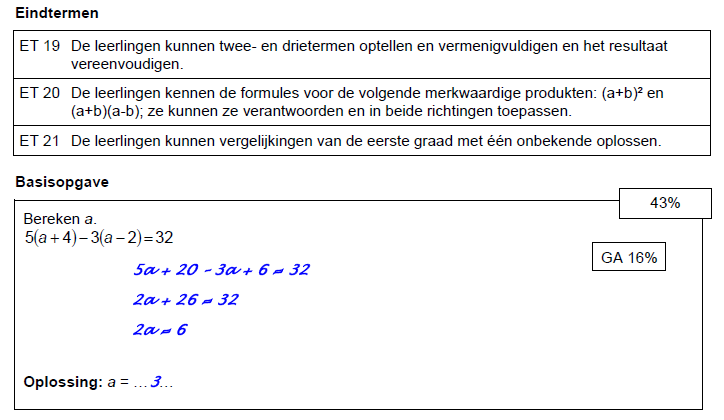 Eindtermen
ET 19 De leerlingen kunnen twee- en drietermen optellen en vermenigvuldigen en het resultaat
vereenvoudigen.
ET 20 De leerlingen kennen de formules voor de volgende merkwaardige produkten: (a+b)² en
(a+b)(a-b); ze kunnen ze verantwoorden en in beide richtingen toepassen.
ET 21 De leerlingen kunnen vergelijkingen van de eerste graad met één onbekende oplossen.
Basisopgave
43%
Bereken a.
5(a+4)−3(a−2)=32
GA 16%
5a + 20 - 3a + 6 = 32
2a + 26 = 32
2a = 6
Oplossing: a = ...3...